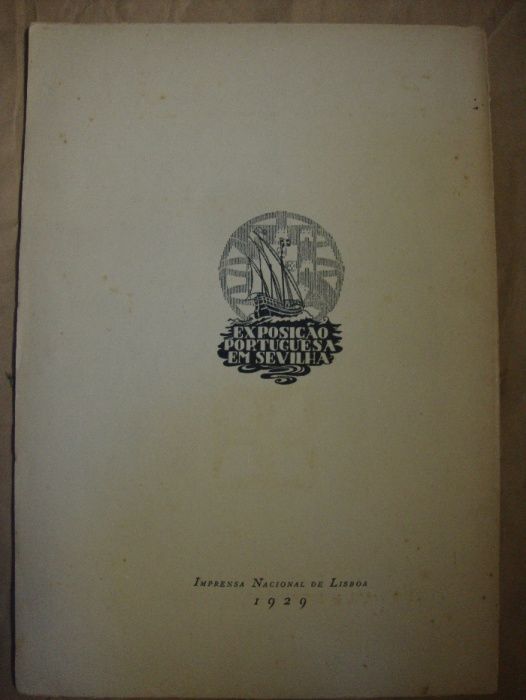 EXPOSIÇÃO
PORTUGUESA
EM SEVILHA
IMPRENSA NACIONAL DE LISBOA
1929